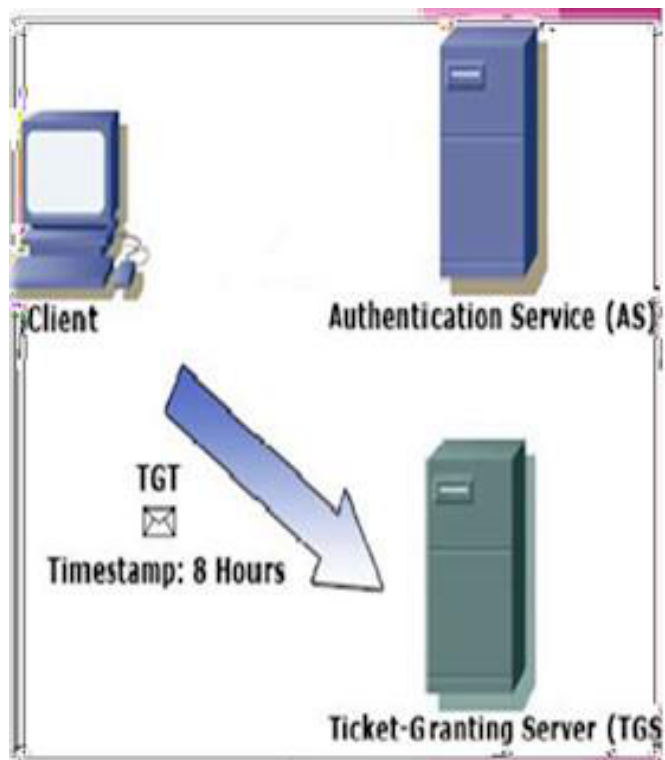 Client
Authentication Service (AS)
TGT
Timestamp: 8 Hours
Ticket-Granting Server (TGS